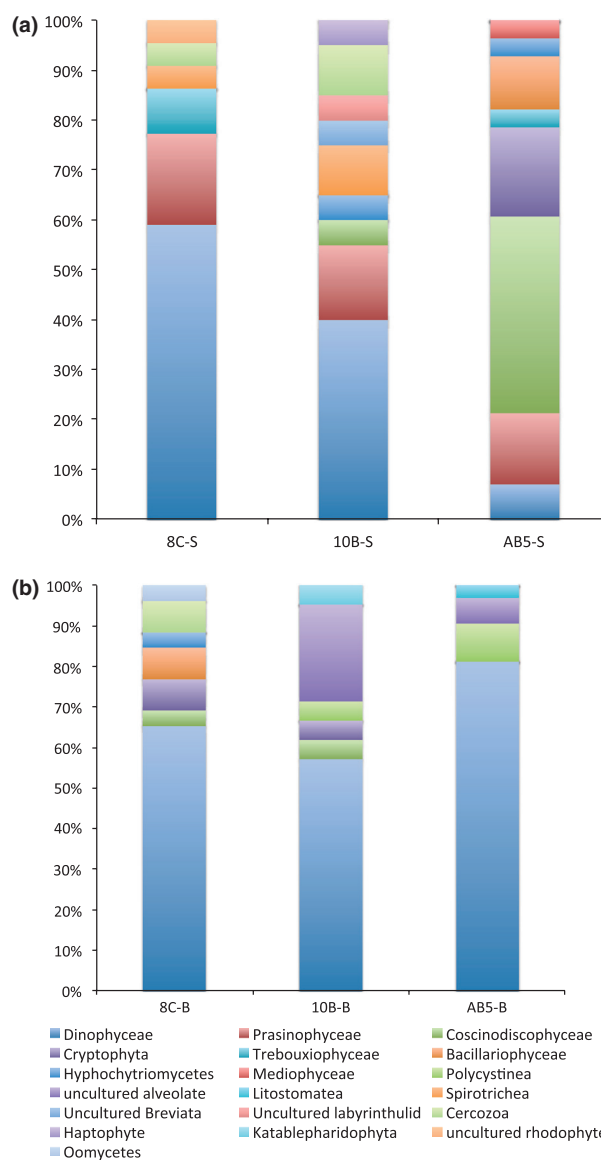 (a)
100%
90%
80%
70%
60%
50%
40%
30%
20%
10%
0%
8C-S 10B-S AB5-S
(b)
100%
90%
80%
70%
60%
50%
40%
30%
20%
10%
0%
8C-B 10B-B AB5-B
Dinophyceae Prasinophyceae Coscinodiscophyceae
Cryptophyta Trebouxiophyceae Bacillariophyceae
Hyphochytriomycetes Mediophyceae Polycystinea
uncultured alveolate Litostomatea Spirotrichea
Uncultured Breviata Uncultured labyrinthulid Cercozoa
Haptophyte Katablepharidophyta uncultured rhodophyte
Oomycetes